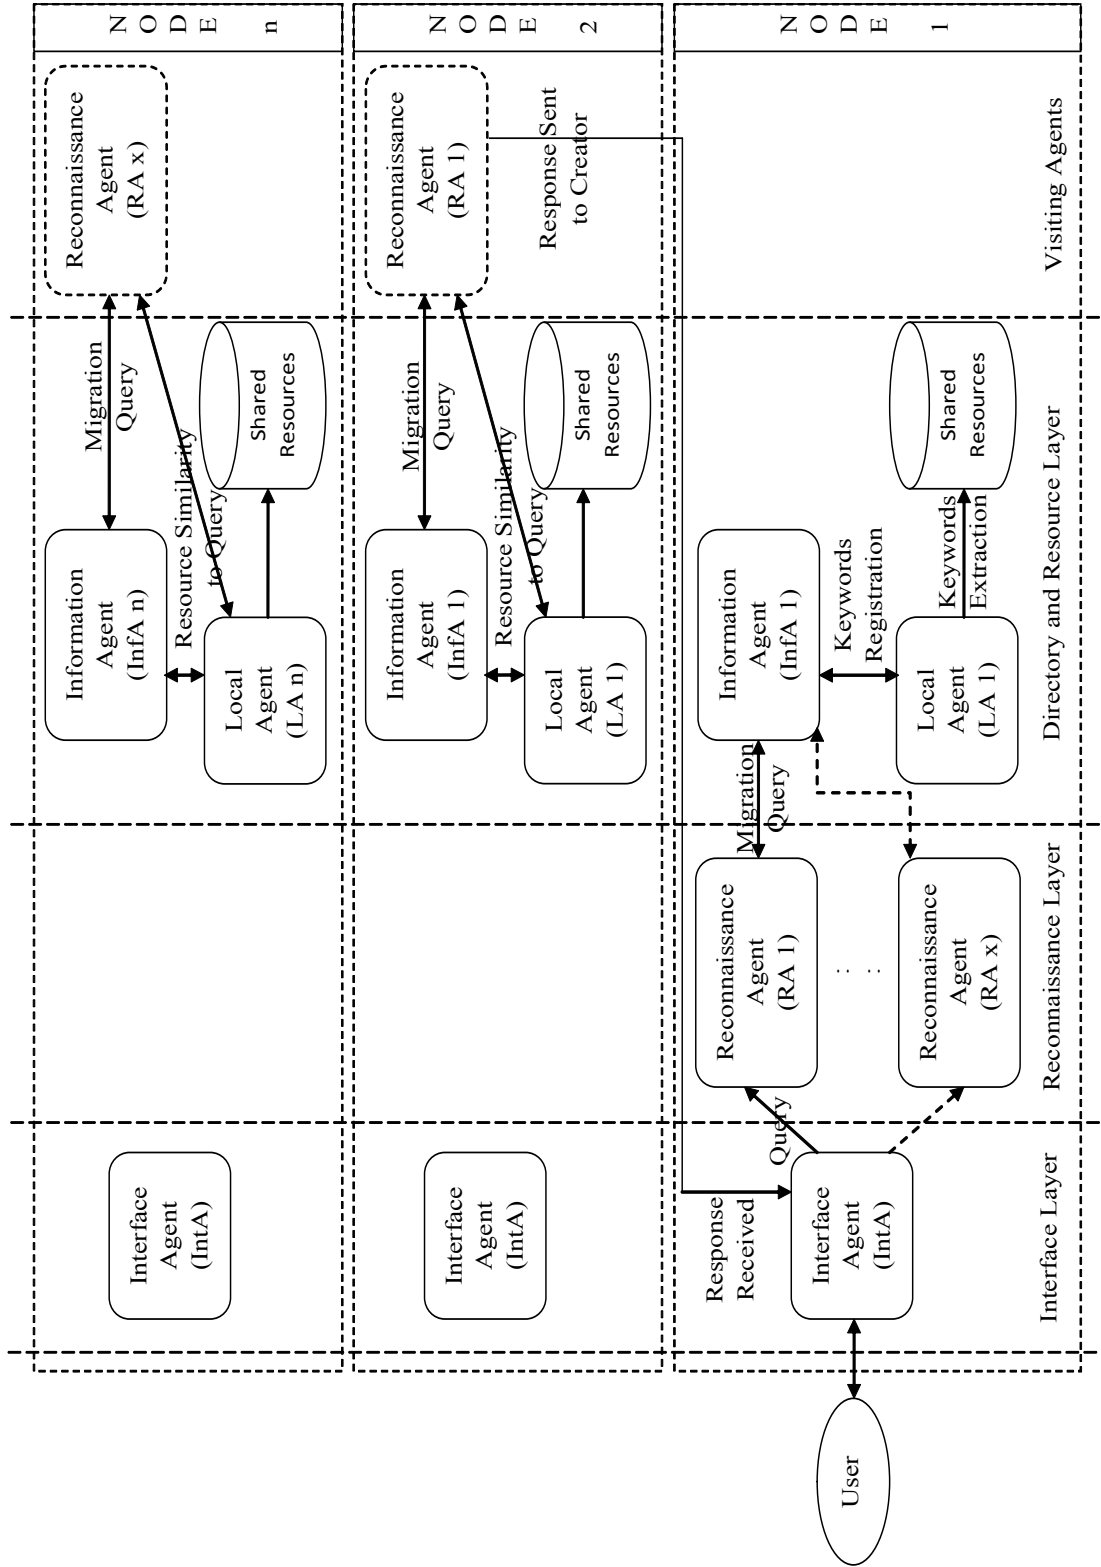 NODE n
Reconnaissance
Agent
(RA x)
Migration
Query
Resource Similarity
to Query
Shared
Resources
Information
Agent
(InfA n)
Local
Agent
(LA n)
Interface
Agent
(IntA)
NODE 2
Reconnaissance
Agent
(RA 1)
Response Sent
to Creator
Migration
Query
Resource Similarity
to Query
Shared
Resources
Information
Agent
(InfA 1)
Local
Agent
(LA 1)
Interface
Agent
(IntA)
NODE 1
Visiting Agents
Information
Agent
(InfA 1)
Keywords
Registration
Local
Agent
(LA 1)
Keywords
Extraction
Shared
Resources
Directory and Resource Layer
Migration
Query
Reconnaissance
Agent
(RA 1)
: :
Reconnaissance
Agent
(RA x)
Reconnaissance Layer
Query
Response
Received
Interface
Agent
(IntA)
Interface Layer
User